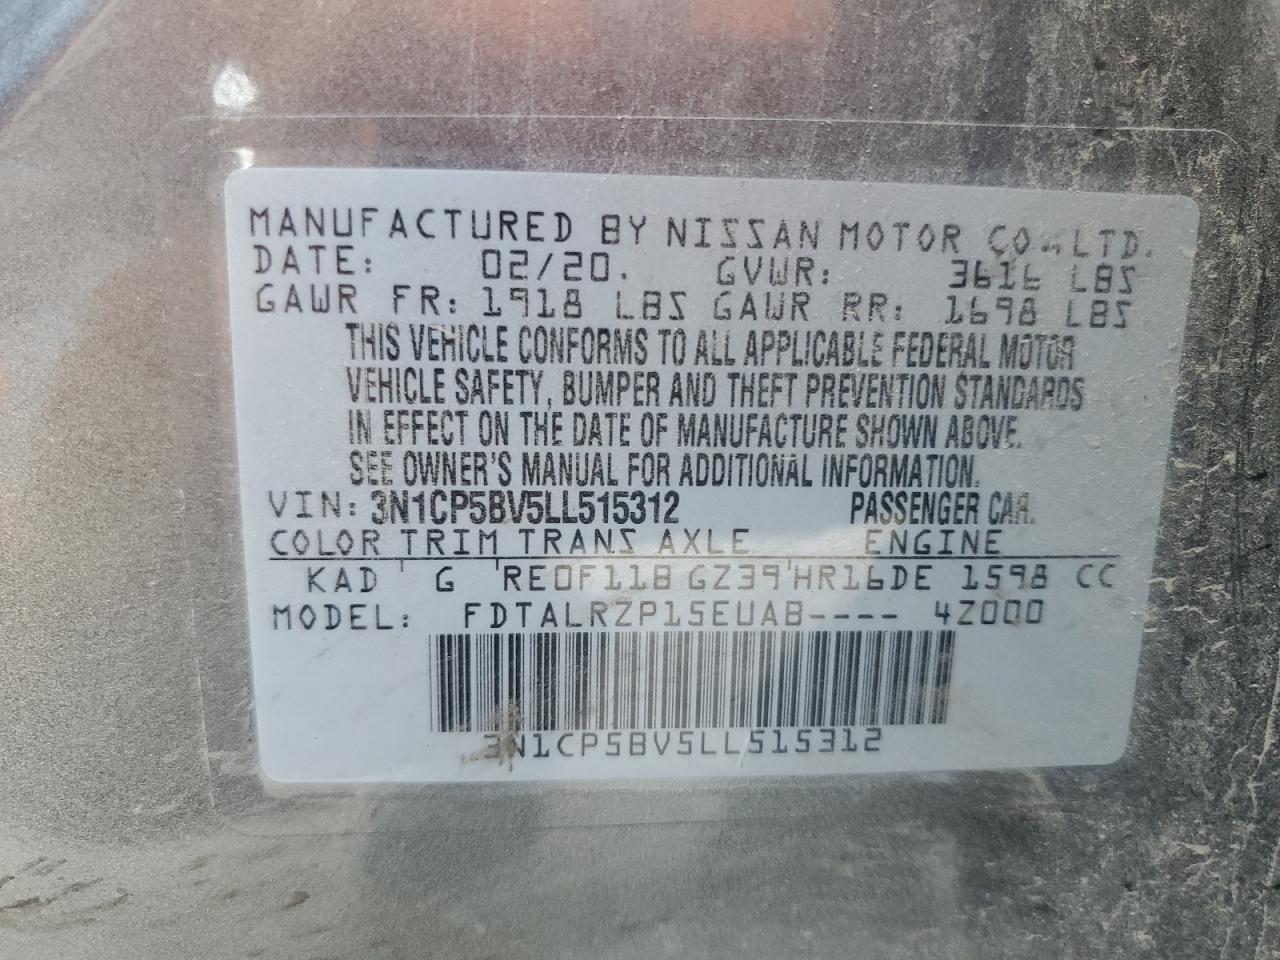 MANUFACTURED BY NISSAN MOTOR CO.,LTD.
DATE: 02/20. GVWR: 3616 LBS
GAWR FR: 1918 LBS GAWR RR: 1698 LBS
THIS VEHICLE CONFORMS TO ALL APPLICABLE FEDERAL MOTOR
VEHICLE SAFETY, BUMPER AND THEFT PREVENTION STANDARDS
IN EFFECT ON THE DATE OF MANUFACTURE SHOWN ABOVE.
SEE OWNER'S MANUAL FOR ADDITIONAL INFORMATION.
VIN: 3N1CP5BV5LL515312 PASSENGER CAR.
COLOR TRIM TRANS AXLE ENGINE
KAD ' G 'RE0F11B GZ39'HR16DE 1598 CC
MODEL: FDTALRZP15EUAB---- 4Z000
3N1CP5BV5LL515312